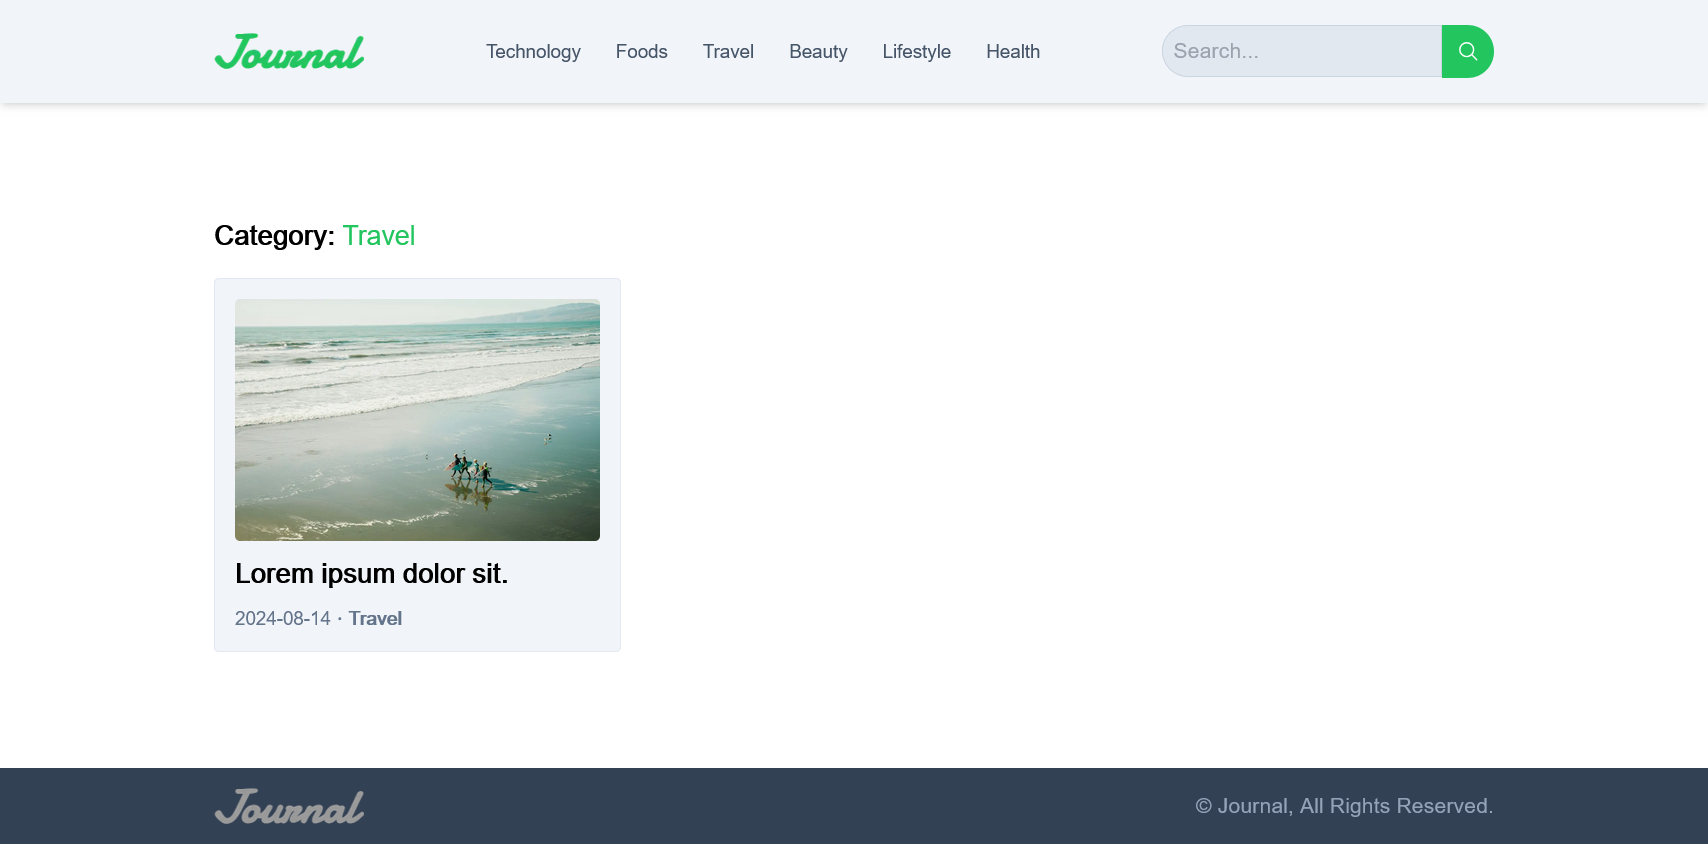 Journal
Technology Foods Travel Beauty Lifestyle Health
Search...
Category: Travel
Lorem ipsum dolor sit.
2024-08-14 · Travel
Journal
© Journal, All Rights Reserved.